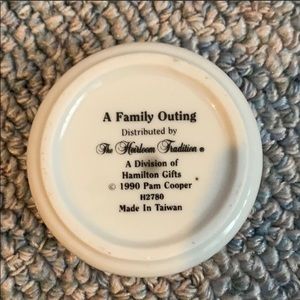 A Family Outing
Distributed by
The Heirloom Tradition ®
A Division of
Hamilton Gifts
© 1990 Pam Cooper
H2780
Made In Taiwan